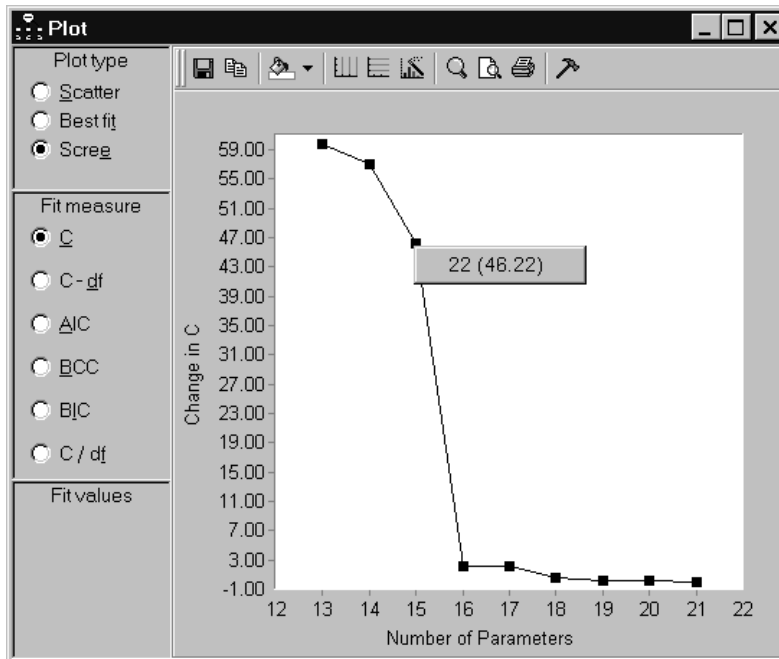 Plot
Plot type
Scatter
Best fit
Scree
Fit measure
C
C - df
AIC
BCC
BIC
C / df
Fit values
59.00
55.00
51.00
47.00
43.00
39.00
35.00
31.00
27.00
23.00
19.00
15.00
11.00
7.00
3.00
-1.00
Change in C
22 (46.22)
12 13 14 15 16 17 18 19 20 21 22
Number of Parameters